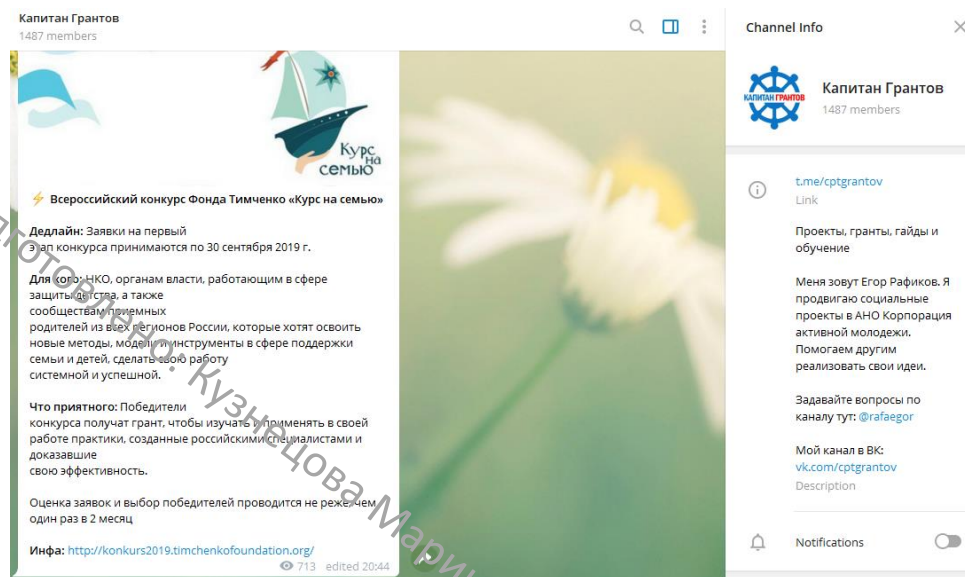 Капитан Грантов
1487 members
Channel Info
Курс
на
семью
КАПИТАН ГРАНТОВ
Капитан Грантов
1487 members
⚡ Всероссийский конкурс Фонда Тимченко «Курс на семью»
Дедлайн: Заявки на первый
этап конкурса принимаются по 30 сентября 2019 г.
Для кого: НКО, органам власти, работающим в сфере
защиты детства, а также
сообществам приемных
родителей из всех регионов России, которые хотят освоить
новые методы, модели и инструменты в сфере поддержки
семьи и детей, сделать свою работу
системной и успешной.
Что приятного: Победители
конкурса получат грант, чтобы изучать и применять в своей
работе практики, созданные российскими специалистами и
доказавшие
свою эффективность.
Оценка заявок и выбор победителей проводится не реже, чем
один раз в 2 месяц
Инфа: http://konkurs2019.timchenkofoundation.org/
713 edited 20:44
t.me/cptgrantov
Link
Проекты, гранты, гайды и
обучение
Меня зовут Егор Рафиков. Я
продвигаю социальные
проекты в АНО Корпорация
активной молодежи.
Помогаем другим
реализовать свои идеи.
Задавайте вопросы по
каналу тут: @rafaegor
Мой канал в ВК:
vk.com/cptgrantov
Description
Notifications
Кузнецова